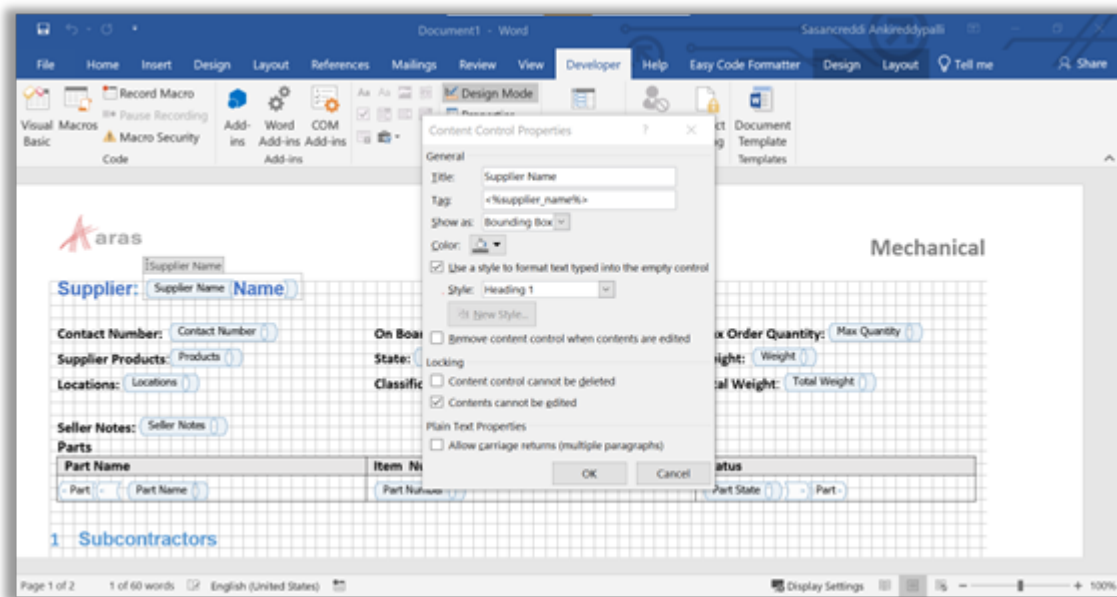 Document1 - Word
Sasancreddi Ankireddypalli
File Home Insert Design Layout References Mailings Review View Developer Help Easy Code Formatter Design Layout Tell me Share
Visual Basic
Macros
Record Macro
Pause Recording
Macro Security
Code
Add-ins
Word Add-ins
COM Add-ins
Add-ins
Design Mode
Document Template
Templates
Content Control Properties ? ×
General
Title: Supplier Name
Tag: <%supplier_name%>
Show as: Bounding Box
Color:
Use a style to format text typed into the empty control
Style: Heading 1
New Style...
Remove content control when contents are edited
Locking
Content control cannot be deleted
Contents cannot be edited
Plain Text Properties
Allow carriage returns (multiple paragraphs)
OK Cancel
aras
Mechanical
Supplier Name
Supplier: Supplier Name Name
Contact Number: Contact Number On Boar x Order Quantity: Max Quantity
Supplier Products: Products State: ight: Weight
Locations: Locations Classific al Weight: Total Weight
Seller Notes: Seller Notes
Parts
Part Name Item Nu atus
Part Part Name Part Number Part State Part
1 Subcontractors
Page 1 of 2 1 of 60 words English (United States) Display Settings - + 100%